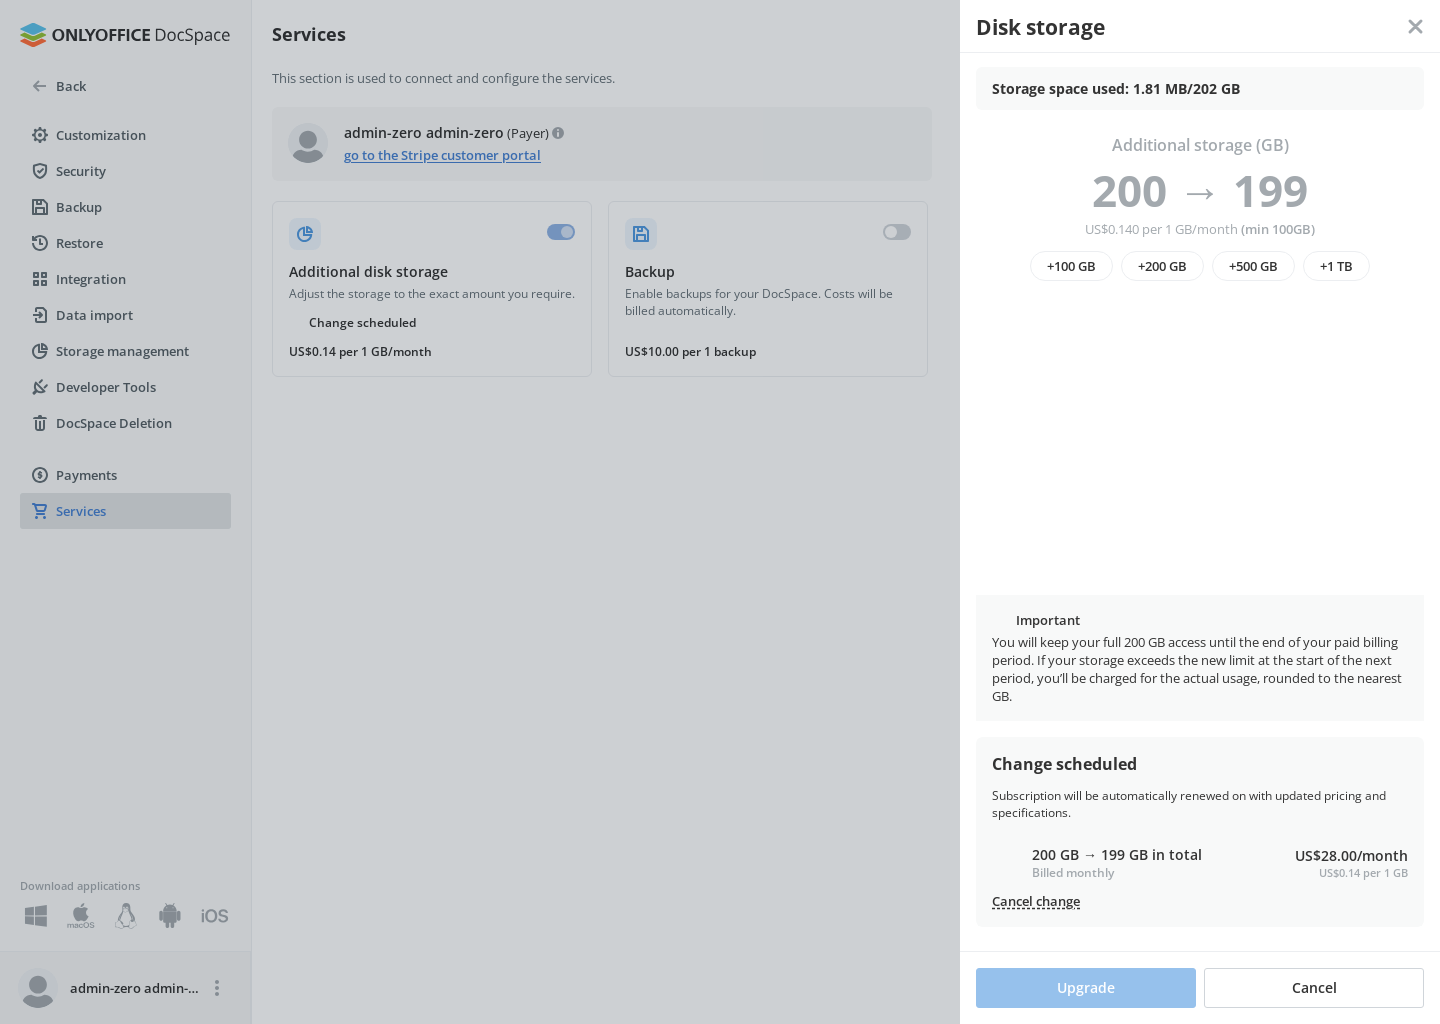 ONLYOFFICE DocSpace
Back
Customization
Security
Backup
Restore
Integration
Data import
Storage management
Developer Tools
DocSpace Deletion
Payments
Services
Download applications
macOS
iOS
admin-zero admin-...
Services
This section is used to connect and configure the services.
admin-zero admin-zero (Payer)
go to the Stripe customer portal
Additional disk storage
Adjust the storage to the exact amount you require.
Change scheduled
US$0.14 per 1 GB/month
Backup
Enable backups for your DocSpace. Costs will be
billed automatically.
US$10.00 per 1 backup
Disk storage
Storage space used: 1.81 MB/202 GB
Additional storage (GB)
200 → 199
US$0.140 per 1 GB/month (min 100GB)
+100 GB
+200 GB
+500 GB
+1 TB
Important
You will keep your full 200 GB access until the end of your paid billing
period. If your storage exceeds the new limit at the start of the next
period, you’ll be charged for the actual usage, rounded to the nearest
GB.
Change scheduled
Subscription will be automatically renewed on with updated pricing and
specifications.
200 GB → 199 GB in total
US$28.00/month
Billed monthly
US$0.14 per 1 GB
Cancel change
Upgrade
Cancel